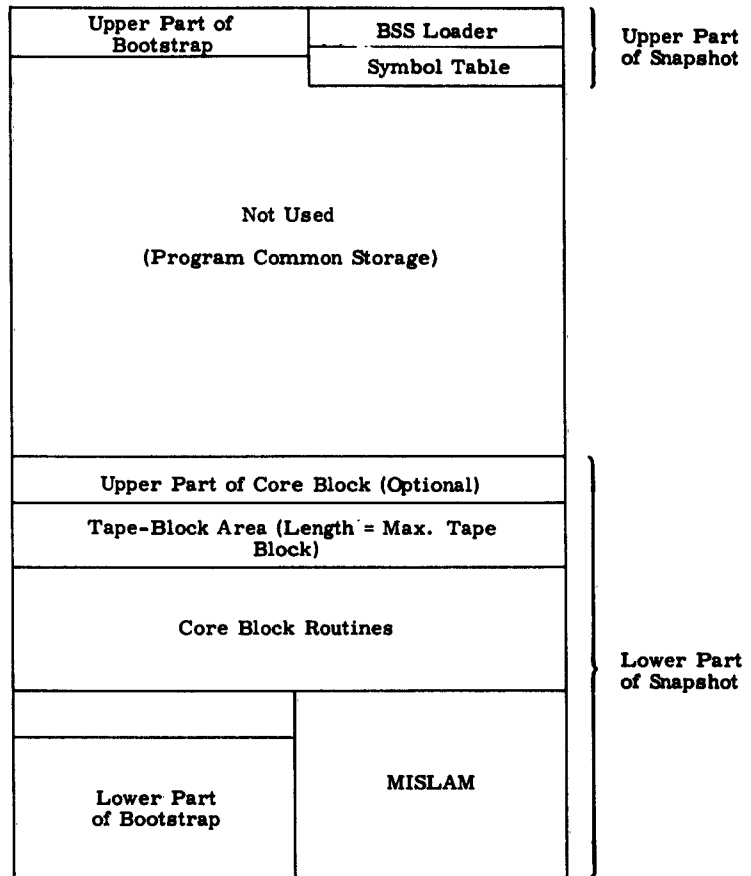 Upper Part of
Bootstrap
BSS Loader
Symbol Table
Upper Part
of Snapshot
Not Used
(Program Common Storage)
Upper Part of Core Block (Optional)
Tape-Block Area (Length = Max. Tape
Block)
Core Block Routines
Lower Part
of Snapshot
MISLAM
Lower Part
of Bootstrap